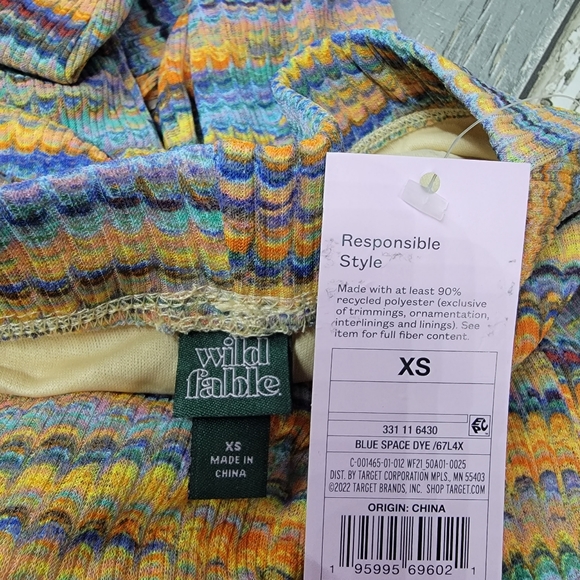 wild
fable
XS
MADE IN
CHINA
Responsible
Style
Made with at least 90%
recycled polyester (exclusive
of trimmings, ornamentation,
interlinings and linings). See
item for full fiber content.
XS
331 11 6430
BLUE SPACE DYE /67L4X
C-001465-01-012 WF21_50A01-0025
DIST. BY TARGET CORPORATION MPLS., MN 55403
©2022 TARGET BRANDS, INC. SHOP TARGET.COM
ORIGIN: CHINA
1 95995 69602 1